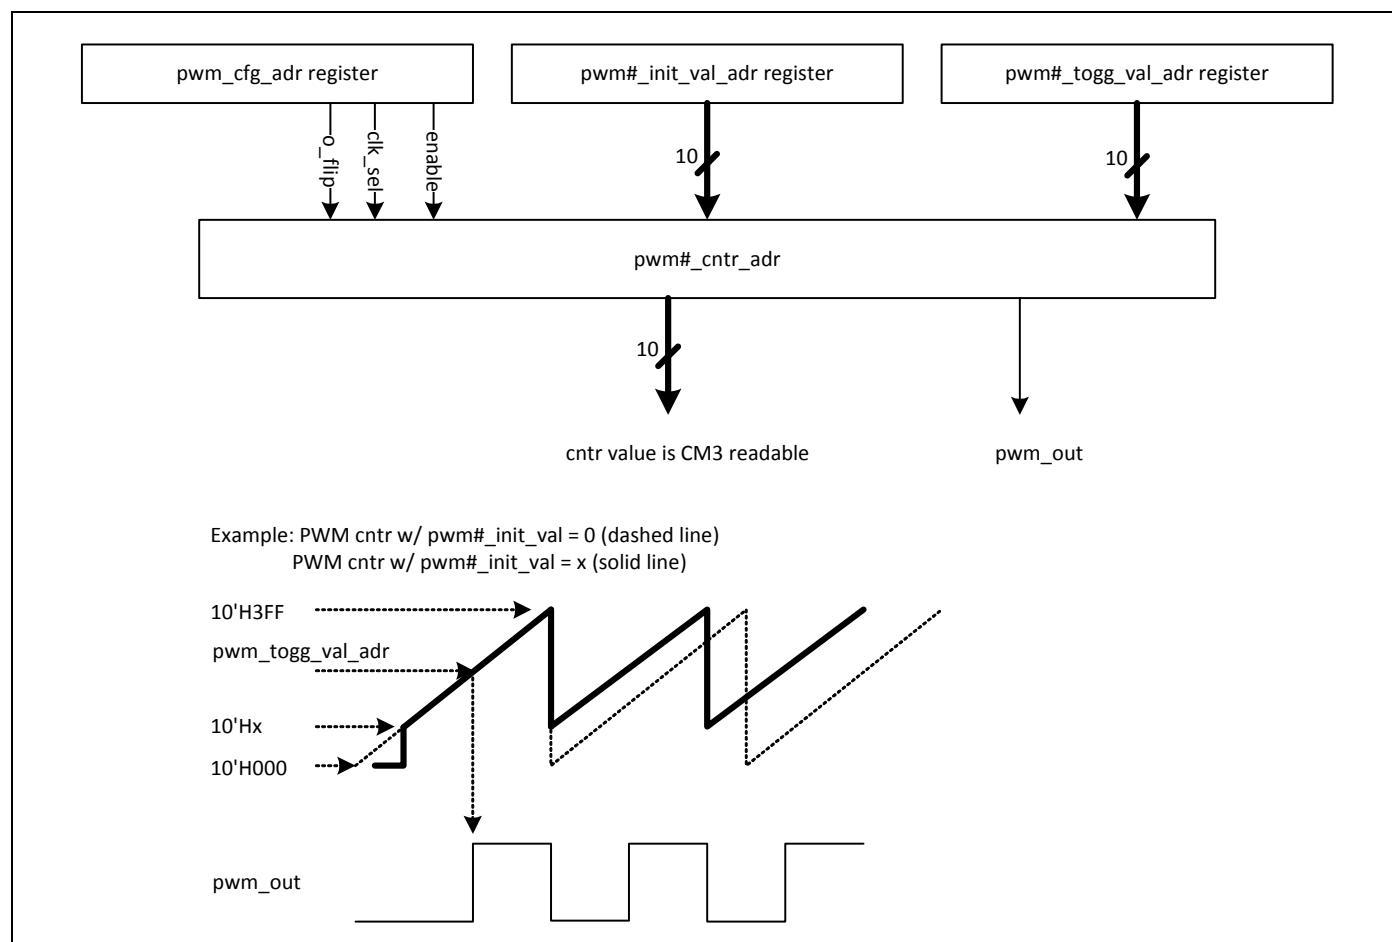 pwm_cfg_adr register
pwm#_init_val_adr register
pwm#_togg_val_adr register
o_flip
clk_sel
enable
10
10
pwm#_cntr_adr
10
cntr value is CM3 readable
pwm_out
Example: PWM cntr w/ pwm#_init_val = 0 (dashed line)
PWM cntr w/ pwm#_init_val = x (solid line)
10'H3FF
pwm_togg_val_adr
10'Hx
10'H000
pwm_out